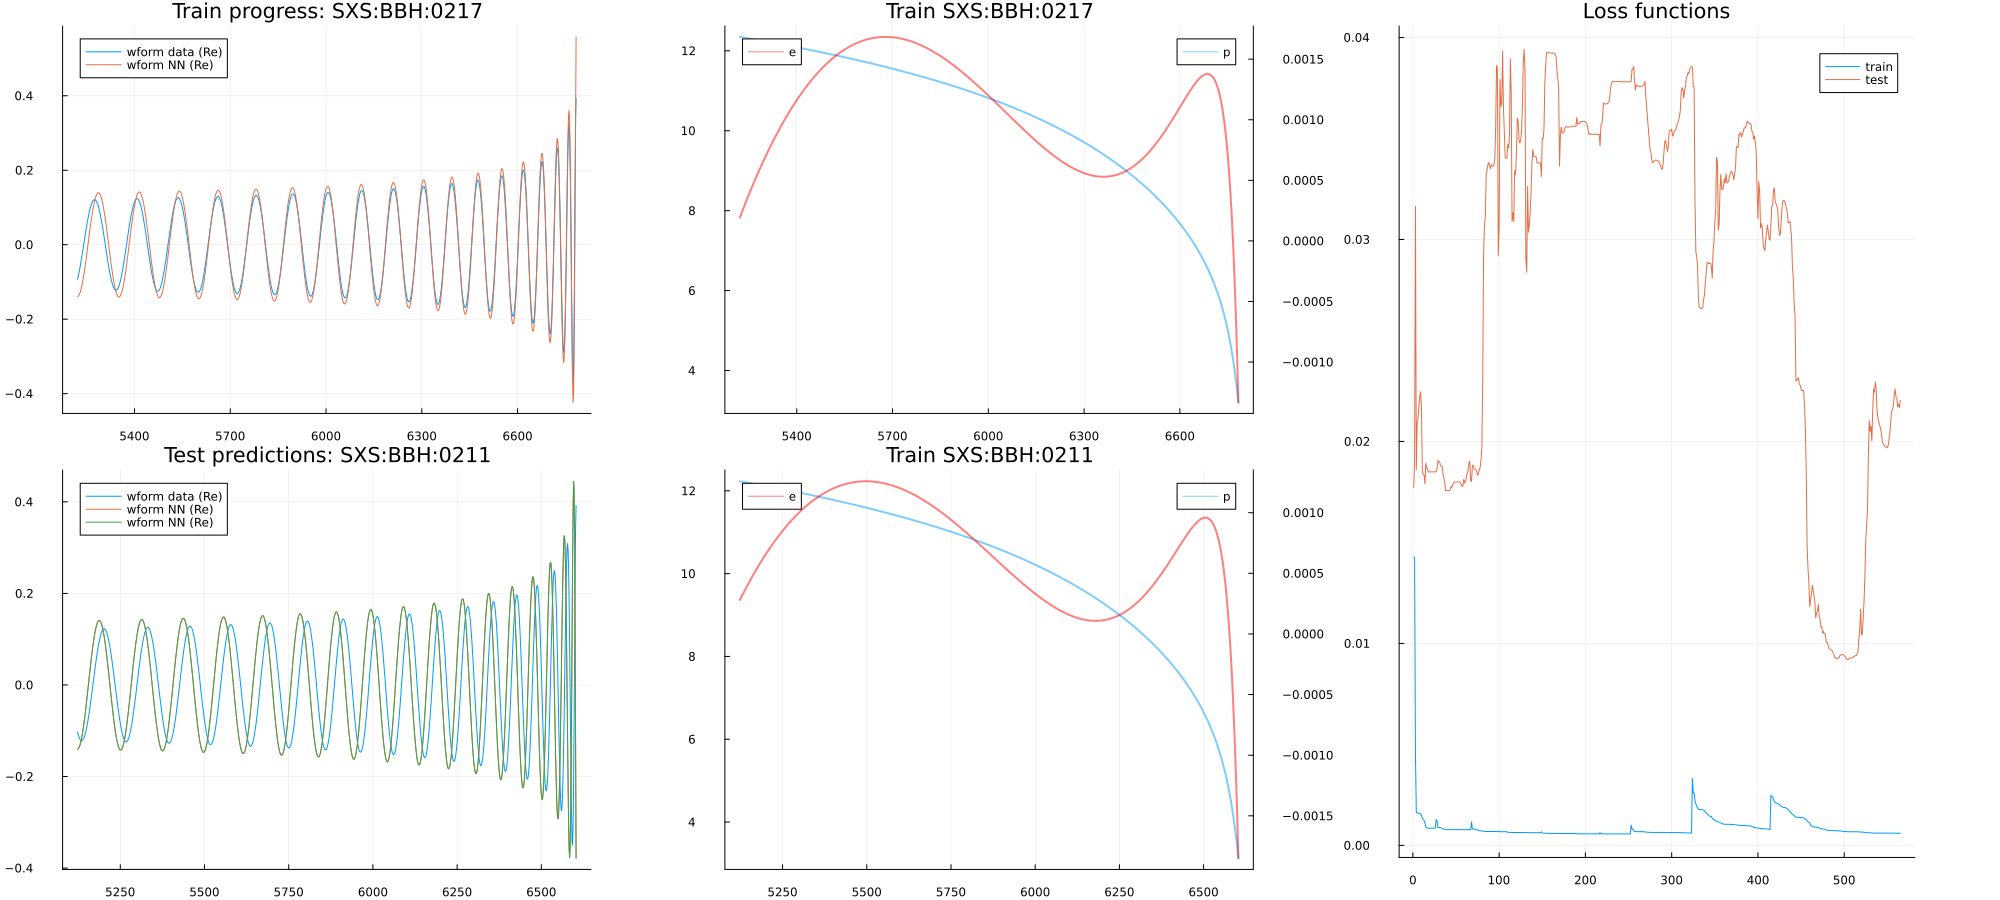 Train progress: SXS:BBH:0217
wform data (Re)
wform NN (Re)
0.4
0.2
0.0
−0.2
−0.4
5400 5700 6000 6300 6600
Train SXS:BBH:0217
e
p
12
10
8
6
4
0.0015
0.0010
0.0005
0.0000
−0.0005
−0.0010
5400 5700 6000 6300 6600
Loss functions
train
test
0.04
0.03
0.02
0.01
0.00
0 100 200 300 400 500
Test predictions: SXS:BBH:0211
wform data (Re)
wform NN (Re)
wform NN (Re)
0.4
0.2
0.0
−0.2
−0.4
5250 5500 5750 6000 6250 6500
Train SXS:BBH:0211
e
p
12
10
8
6
4
0.0010
0.0005
0.0000
−0.0005
−0.0010
−0.0015
5250 5500 5750 6000 6250 6500